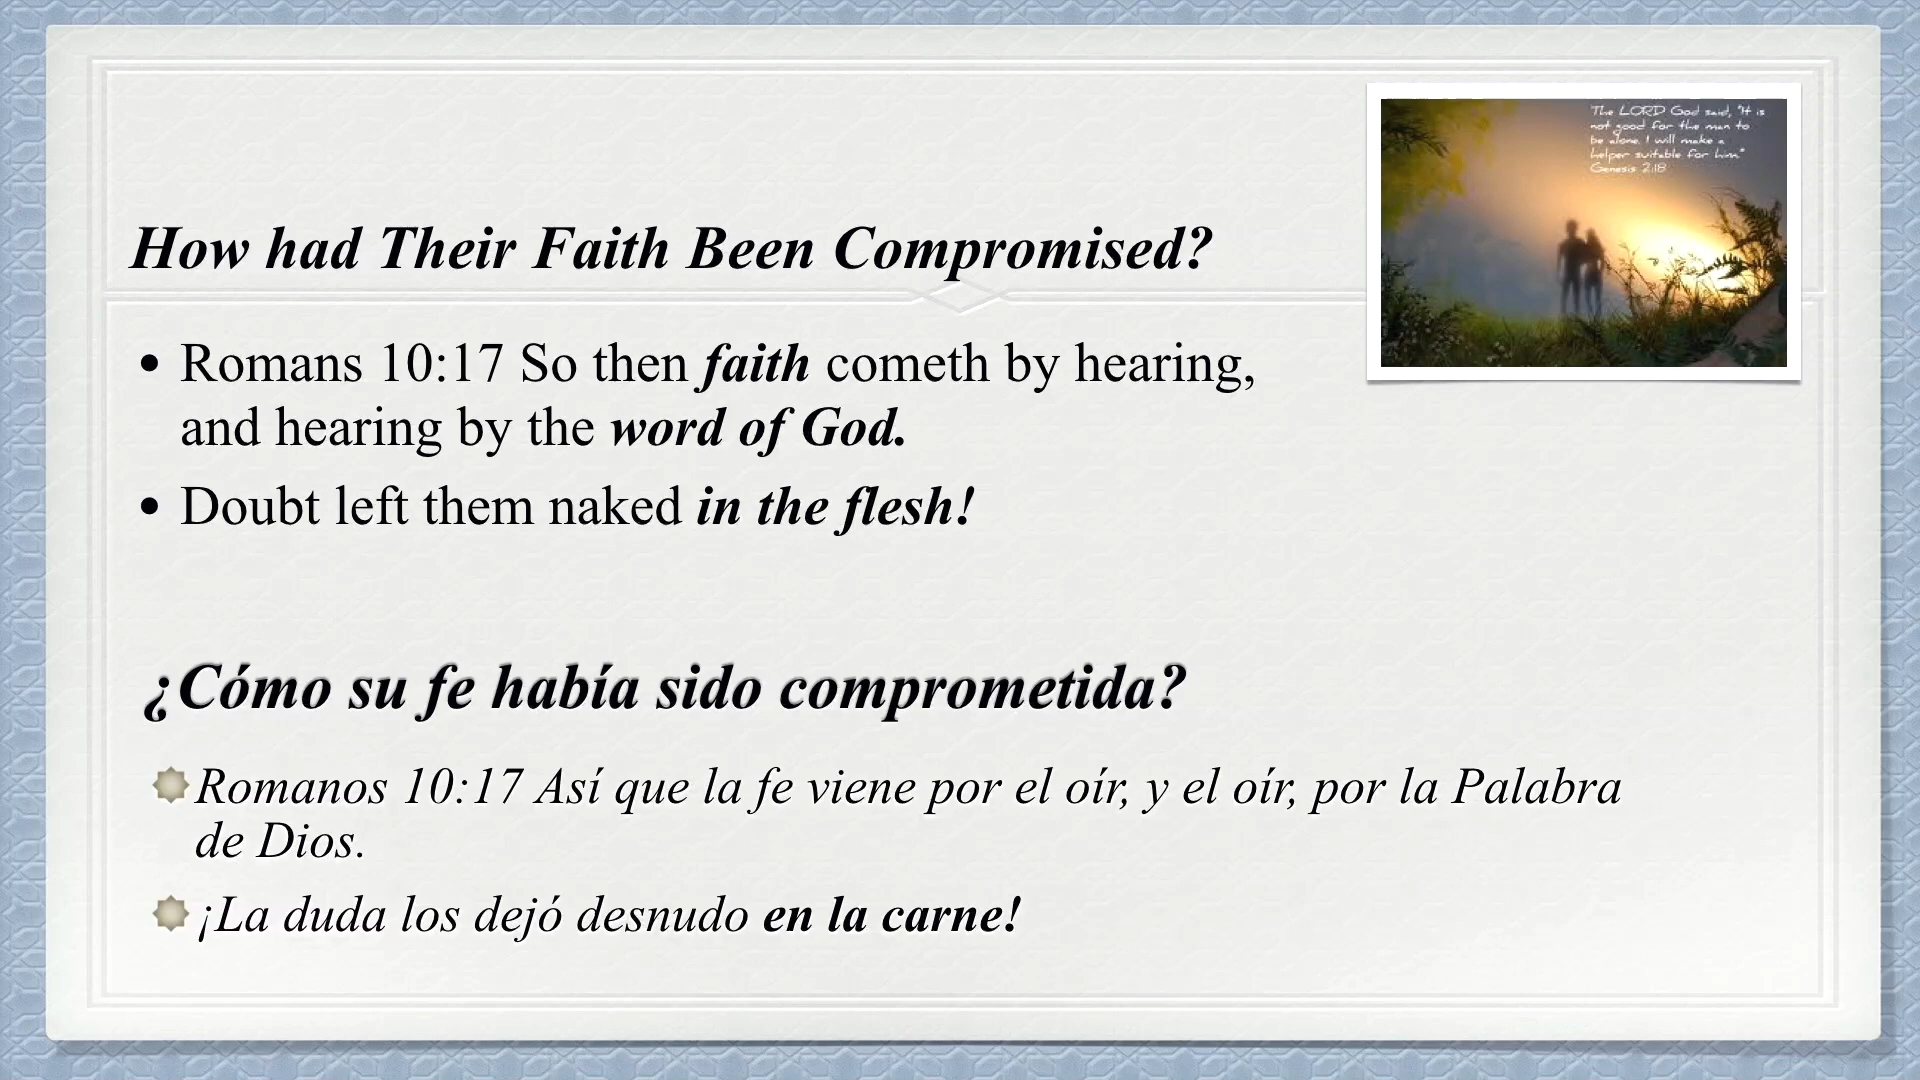 The LORD God said, "It is
not good for the man to
be alone. I will make a
helper suitable for him."
Genesis 2:18
How had Their Faith Been Compromised?
• Romans 10:17 So then faith cometh by hearing,
and hearing by the word of God.
• Doubt left them naked in the flesh!
¿Cómo su fe había sido comprometida?
Romanos 10:17 Así que la fe viene por el oír, y el oír, por la Palabra
de Dios.
¡La duda los dejó desnudo en la carne!